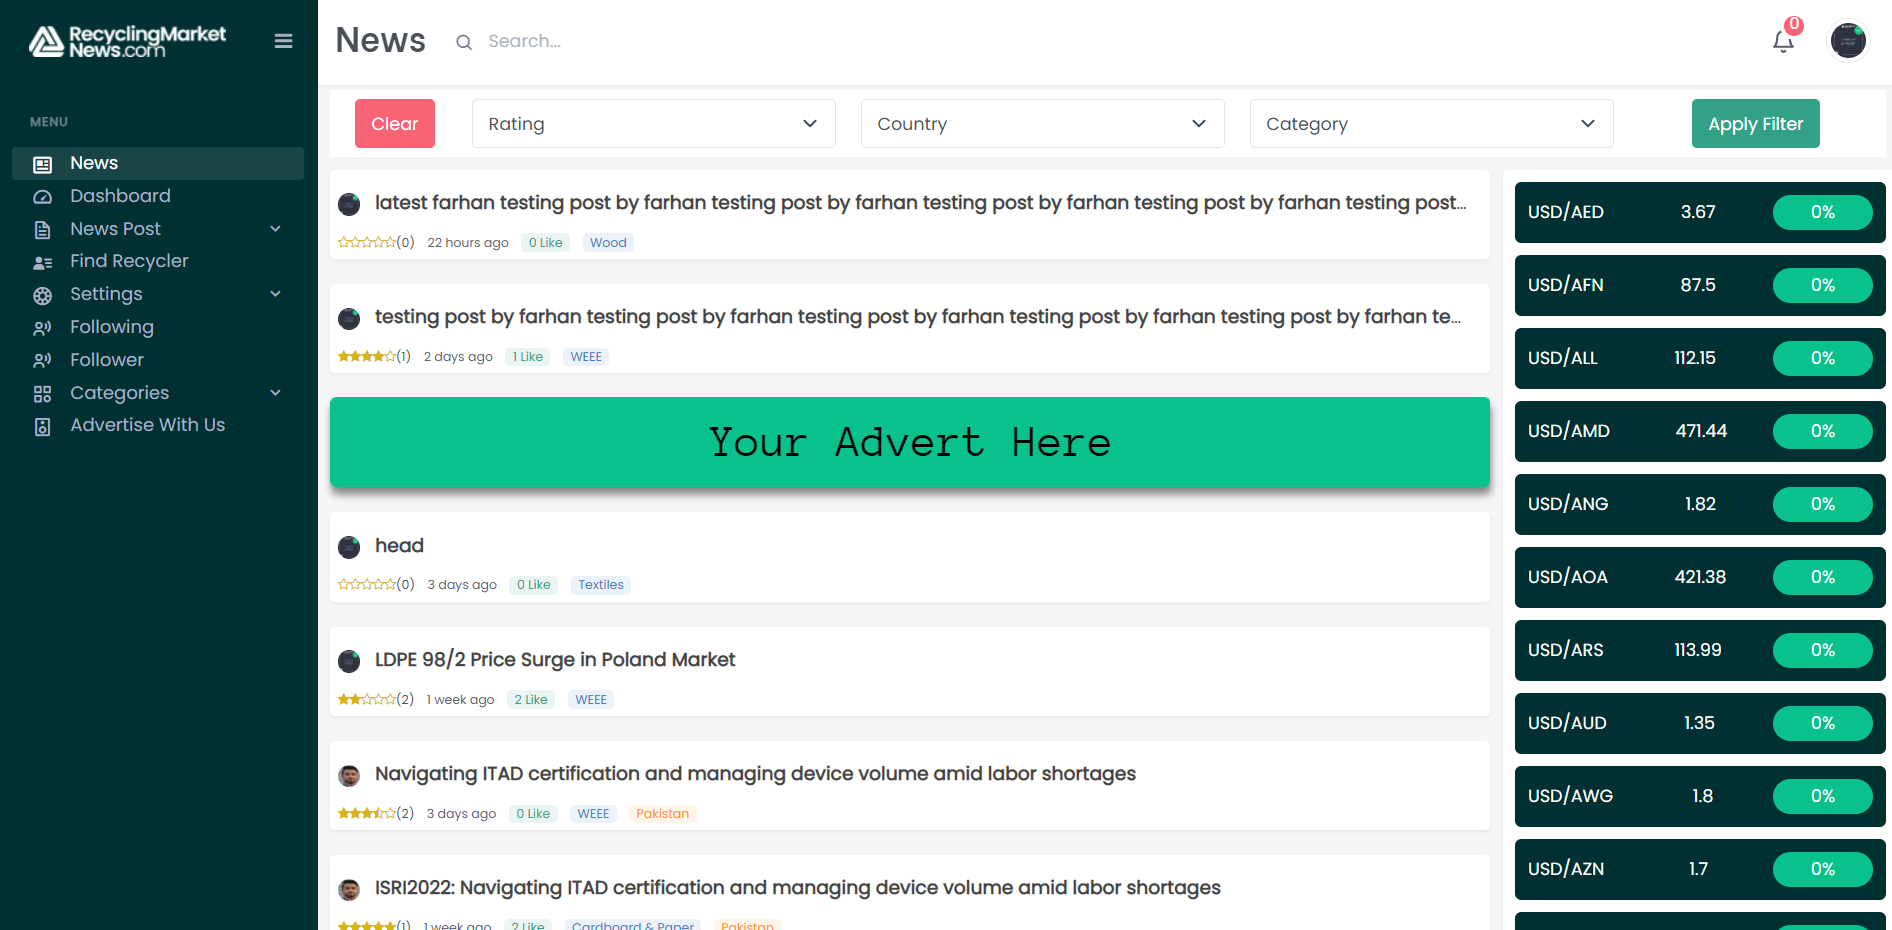 RecyclingMarket
News.com
MENU
News
Dashboard
News Post
Find Recycler
Settings
Following
Follower
Categories
Advertise With Us
News
Search...
0
Clear
Rating
Country
Category
Apply Filter
latest farhan testing post by farhan testing post by farhan testing post by farhan testing post by farhan testing post...
(0) 22 hours ago 0 Like Wood
testing post by farhan testing post by farhan testing post by farhan testing post by farhan testing post by farhan te...
(1) 2 days ago 1 Like WEEE
Your Advert Here
head
(0) 3 days ago 0 Like Textiles
LDPE 98/2 Price Surge in Poland Market
(2) 1 week ago 2 Like WEEE
Navigating ITAD certification and managing device volume amid labor shortages
(2) 3 days ago 0 Like WEEE Pakistan
ISRI2022: Navigating ITAD certification and managing device volume amid labor shortages
(1) 1 week ago 2 Like Cardboard & Paper Pakistan
USD/AED 3.67 0%
USD/AFN 87.5 0%
USD/ALL 112.15 0%
USD/AMD 471.44 0%
USD/ANG 1.82 0%
USD/AOA 421.38 0%
USD/ARS 113.99 0%
USD/AUD 1.35 0%
USD/AWG 1.8 0%
USD/AZN 1.7 0%